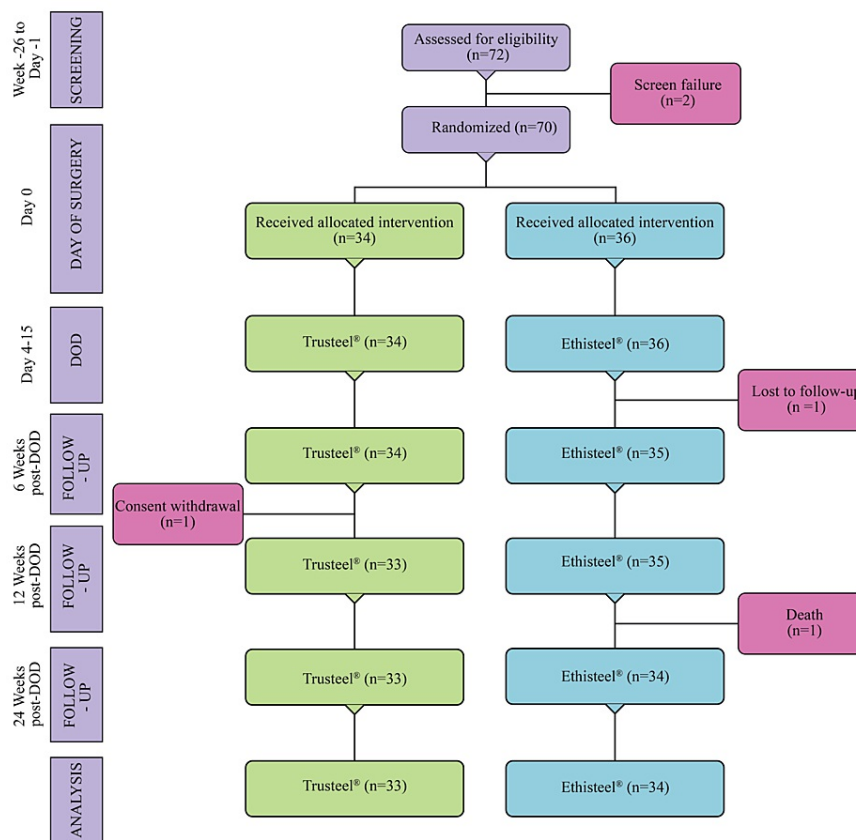 Week -26 to
Day -1
SCREENING
Assessed for eligibility
(n=72)
Screen failure
(n=2)
Randomized (n=70)
Day 0
DAY OF SURGERY
Received allocated intervention
(n=34)
Received allocated intervention
(n=36)
Day 4-15
DOD
Trusteel® (n=34)
Ethisteel® (n=36)
Lost to follow-up
(n =1)
6 Weeks
post-DOD
FOLLOW
- UP
Trusteel® (n=34)
Ethisteel® (n=35)
Consent withdrawal
(n=1)
12 Weeks
post-DOD
FOLLOW
- UP
Trusteel® (n=33)
Ethisteel® (n=35)
Death
(n=1)
24 Weeks
post-DOD
FOLLOW
- UP
Trusteel® (n=33)
Ethisteel® (n=34)
ANALYSIS
Trusteel® (n=33)
Ethisteel® (n=34)